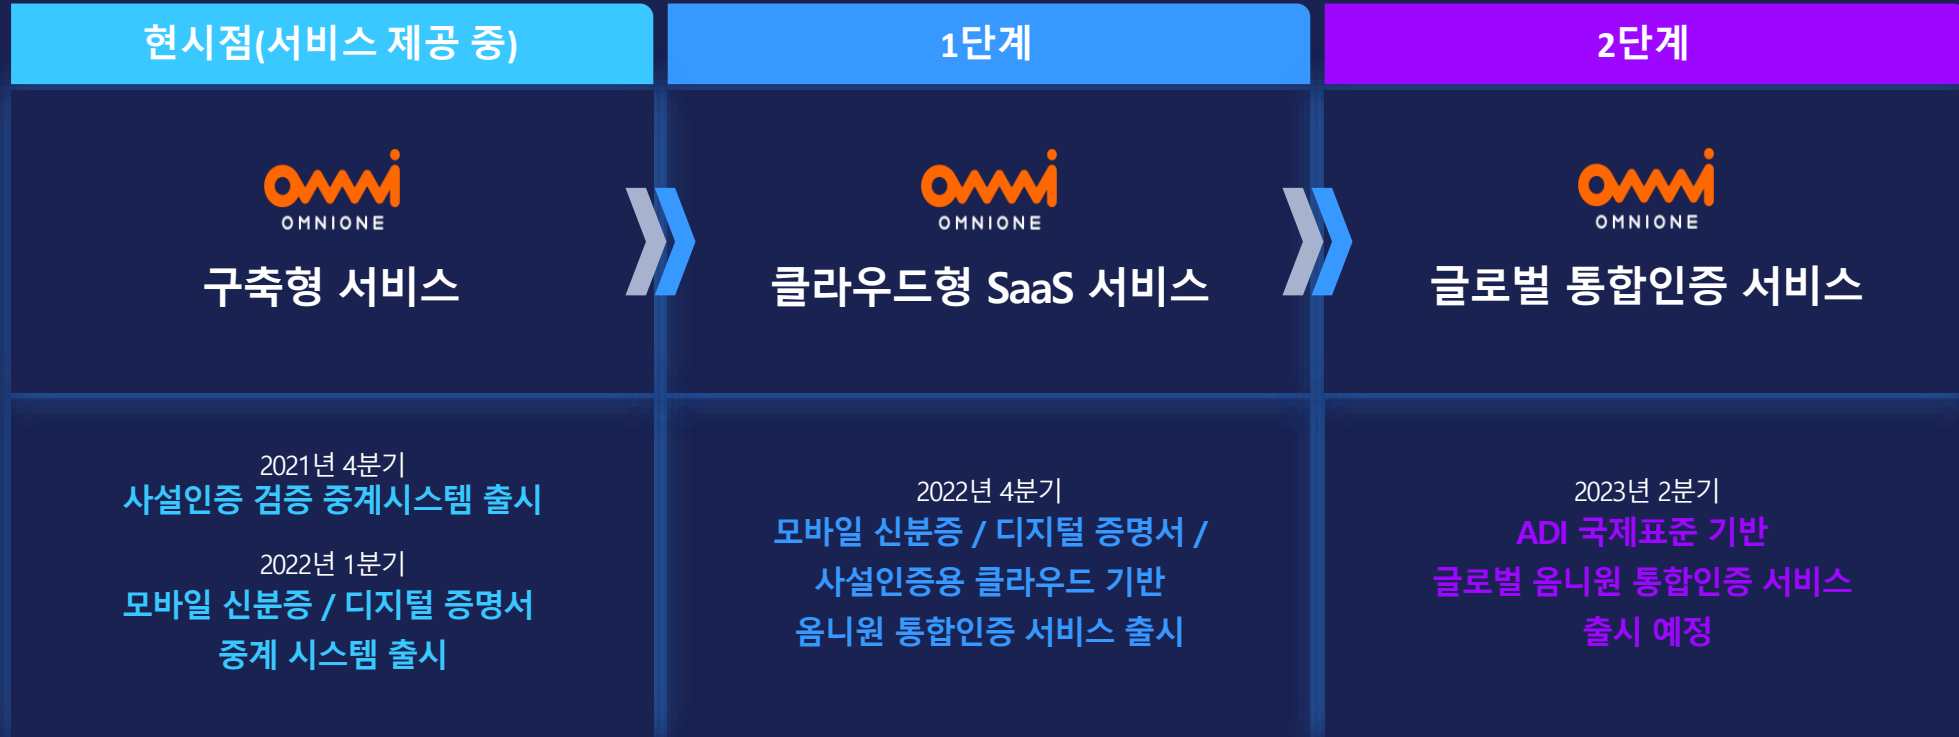 현시점(서비스 제공 중)
omni
OMNIONE
구축형 서비스
2021년 4분기
사설인증 검증 중계시스템 출시
2022년 1분기
모바일 신분증 / 디지털 증명서
중계 시스템 출시
1단계
omni
OMNIONE
클라우드형 SaaS 서비스
2022년 4분기
모바일 신분증 / 디지털 증명서 /
사설인증용 클라우드 기반
옴니원 통합인증 서비스 출시
2단계
omni
OMNIONE
글로벌 통합인증 서비스
2023년 2분기
ADI 국제표준 기반
글로벌 옴니원 통합인증 서비스
출시 예정